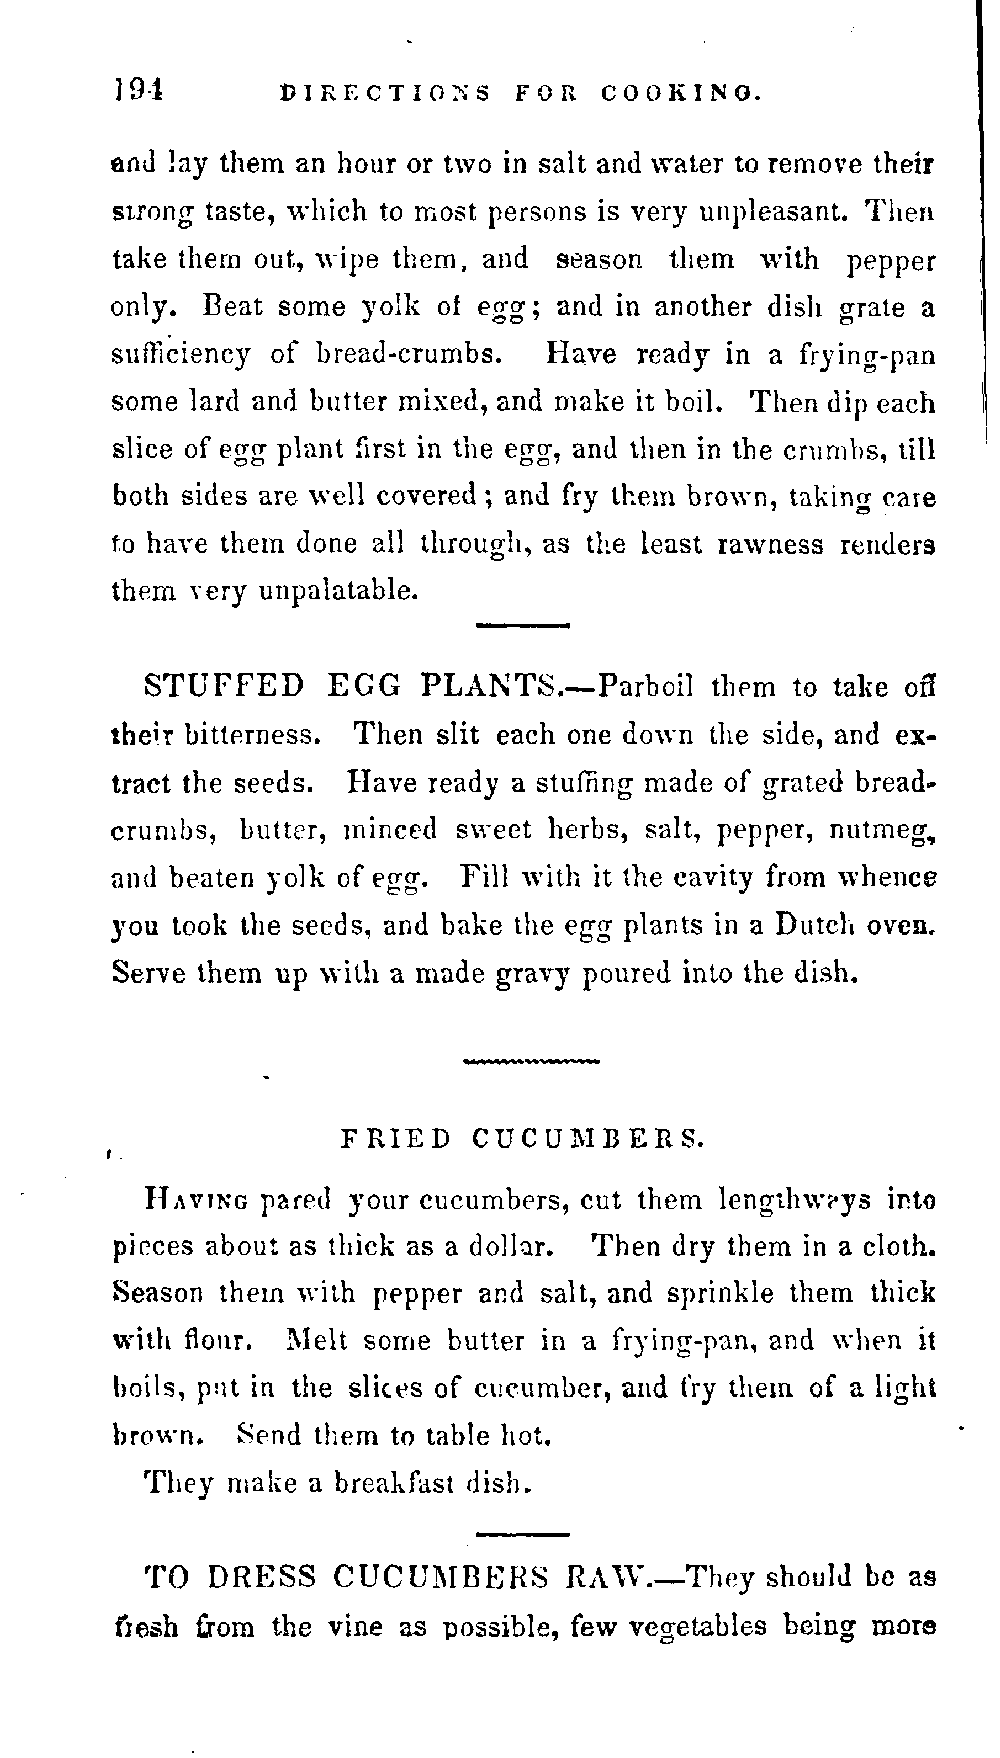 194 DIRECTIONS FOR COOKING.
and lay them an hour or two in salt and water to remove their
strong taste, which to most persons is very unpleasant. Then
take them out, wipe them, and season them with pepper
only. Beat some yolk of egg; and in another dish grate a
sufficiency of bread-crumbs. Have ready in a frying-pan
some lard and butter mixed, and make it boil. Then dip each
slice of egg plant first in the egg, and then in the crumbs, till
both sides are well covered; and fry them brown, taking care
to have them done all through, as the least rawness renders
them very unpalatable.
STUFFED EGG PLANTS.—Parboil them to take off
their bitterness. Then slit each one down the side, and ex-
tract the seeds. Have ready a stuffing made of grated bread-
crumbs, butter, minced sweet herbs, salt, pepper, nutmeg,
and beaten yolk of egg. Fill with it the cavity from whence
you took the seeds, and bake the egg plants in a Dutch oven.
Serve them up with a made gravy poured into the dish.
FRIED CUCUMBERS.
HAVING pared your cucumbers, cut them lengthways into
pieces about as thick as a dollar. Then dry them in a cloth.
Season them with pepper and salt, and sprinkle them thick
with flour. Melt some butter in a frying-pan, and when it
boils, put in the slices of cucumber, and fry them of a light
brown. Send them to table hot.
They make a breakfast dish.
TO DRESS CUCUMBERS RAW.—They should be as
fresh from the vine as possible, few vegetables being more